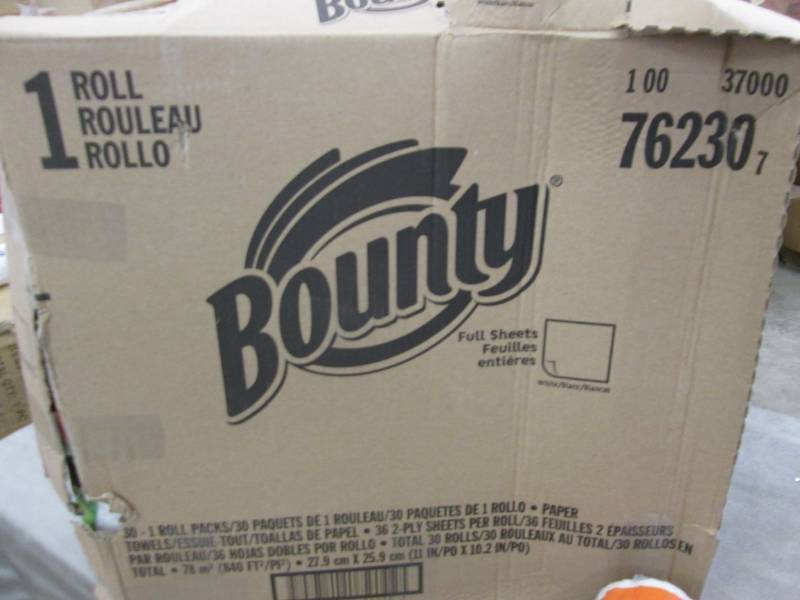 Bounty
1 ROLL
ROULEAU
ROLLO
1 00 37000
76230 7
Bounty®
Full Sheets
Feuilles
entières
White/Blanc/Blancas
30 - 1 ROLL PACKS/30 PAQUETS DE 1 ROULEAU/30 PAQUETES DE 1 ROLLO • PAPER
TOWELS/ESSUIE-TOUT/TOALLAS DE PAPEL • 36 2-PLY SHEETS PER ROLL/36 FEUILLES 2 ÉPAISSEURS
PAR ROULEAU/36 HOJAS DOBLES POR ROLLO • TOTAL 30 ROLLS/30 ROULEAUX AU TOTAL/30 ROLLOS EN
TOTAL • 78 m² (840 FT²/PI²) • 27.9 cm X 25.9 cm (11 IN/PO X 10.2 IN/PO)